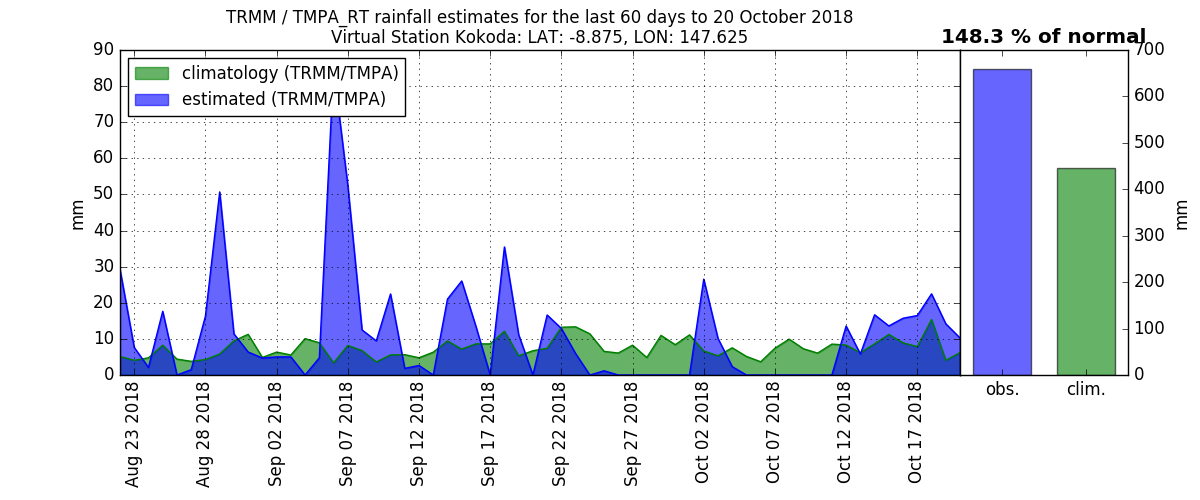 TRMM / TMPA_RT rainfall estimates for the last 60 days to 20 October 2018
Virtual Station Kokoda: LAT: -8.875, LON: 147.625
148.3 % of normal
climatology (TRMM/TMPA)
estimated (TRMM/TMPA)
90
80
70
60
50
40
30
20
10
0
mm
Aug 23 2018
Aug 28 2018
Sep 02 2018
Sep 07 2018
Sep 12 2018
Sep 17 2018
Sep 22 2018
Sep 27 2018
Oct 02 2018
Oct 07 2018
Oct 12 2018
Oct 17 2018
obs.
clim.
700
600
500
400
300
200
100
0
mm